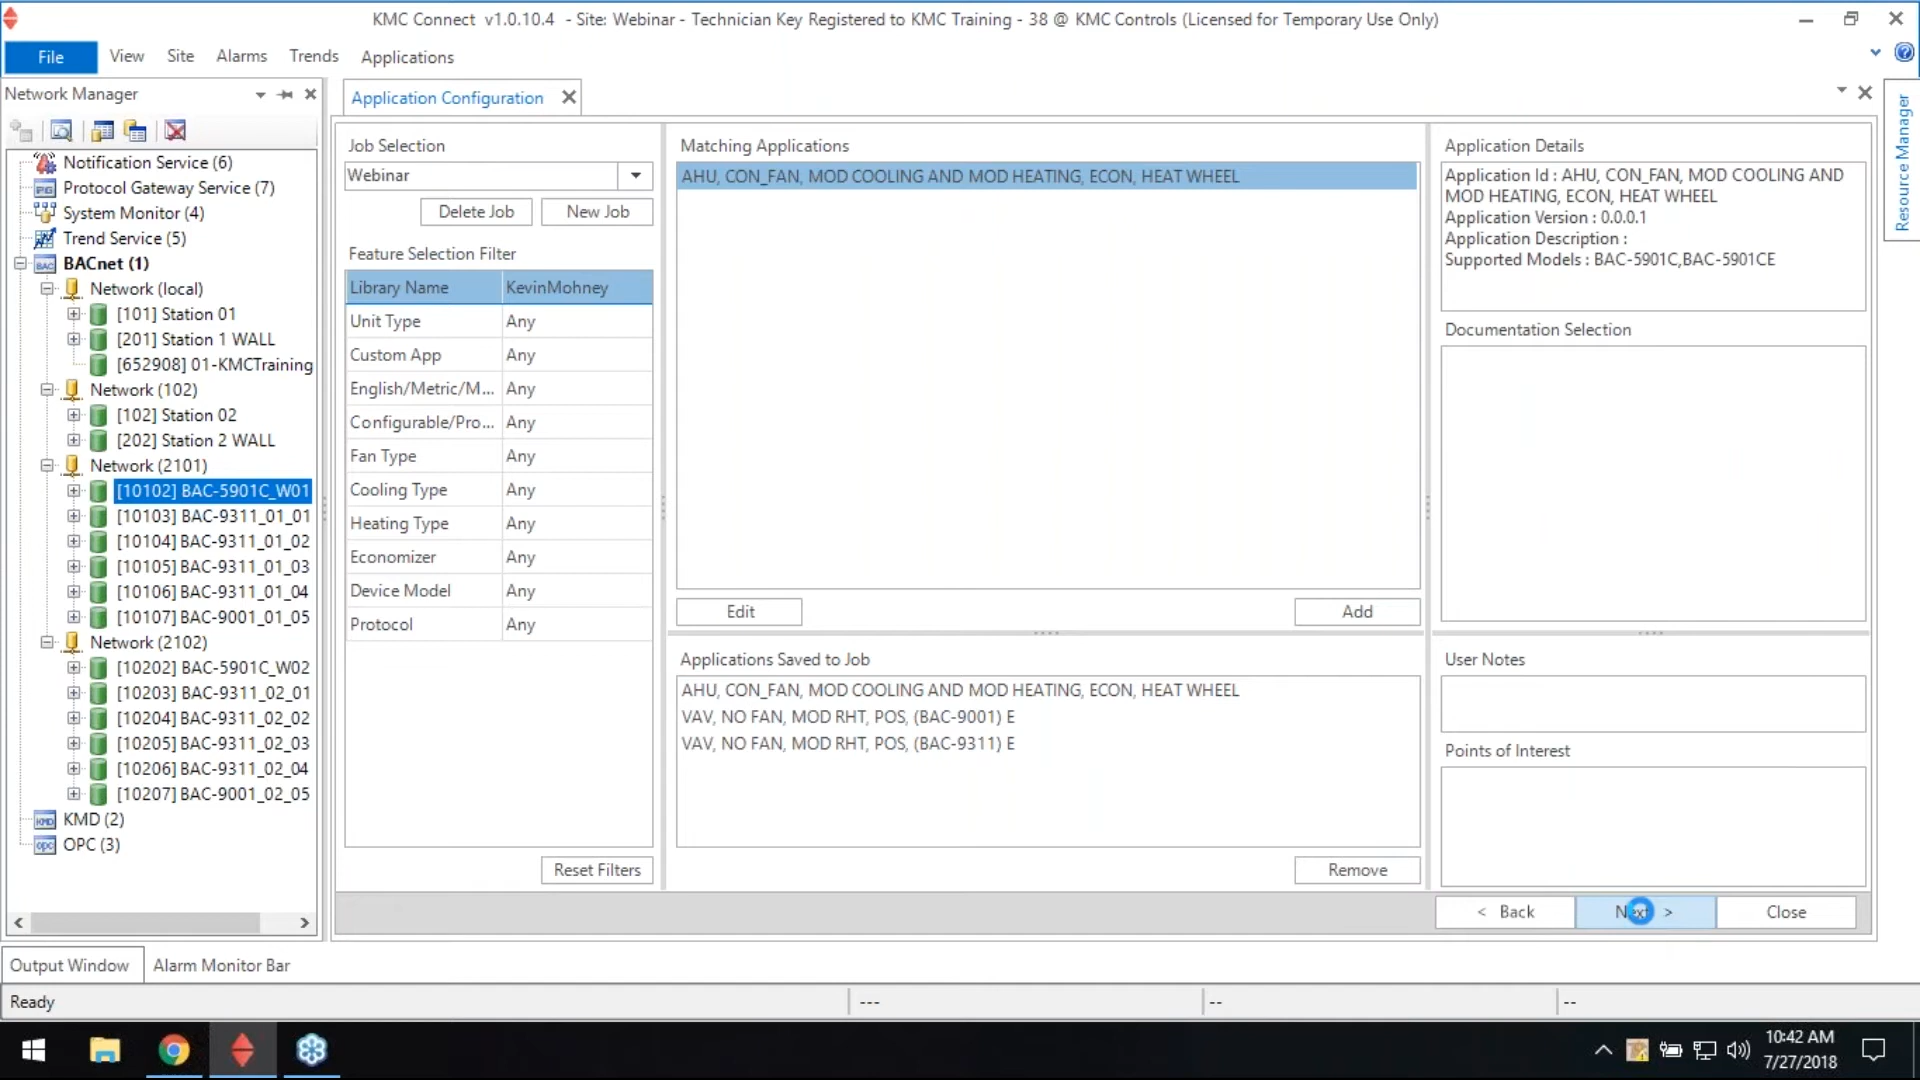 KMC Connect v1.0.10.4 - Site: Webinar - Technician Key Registered to KMC Training - 38 @ KMC Controls (Licensed for Temporary Use Only)
File View Site Alarms Trends Applications
Network Manager
Notification Service (6)
Protocol Gateway Service (7)
System Monitor (4)
Trend Service (5)
BACnet (1)
Network (local)
[101] Station 01
[201] Station 1 WALL
[652908] 01-KMCTraining
Network (102)
[102] Station 02
[202] Station 2 WALL
Network (2101)
[10102] BAC-5901C_W01
[10103] BAC-9311_01_01
[10104] BAC-9311_01_02
[10105] BAC-9311_01_03
[10106] BAC-9311_01_04
[10107] BAC-9001_01_05
Network (2102)
[10202] BAC-5901C_W02
[10203] BAC-9311_02_01
[10204] BAC-9311_02_02
[10205] BAC-9311_02_03
[10206] BAC-9311_02_04
[10207] BAC-9001_02_05
KMD (2)
OPC (3)
Application Configuration
Job Selection
Webinar
Delete Job New Job
Feature Selection Filter
Library Name KevinMohney
Unit Type Any
Custom App Any
English/Metric/M... Any
Configurable/Pro... Any
Fan Type Any
Cooling Type Any
Heating Type Any
Economizer Any
Device Model Any
Protocol Any
Reset Filters
Matching Applications
AHU, CON_FAN, MOD COOLING AND MOD HEATING, ECON, HEAT WHEEL
Edit Add
Applications Saved to Job
AHU, CON_FAN, MOD COOLING AND MOD HEATING, ECON, HEAT WHEEL
VAV, NO FAN, MOD RHT, POS, (BAC-9001) E
VAV, NO FAN, MOD RHT, POS, (BAC-9311) E
Remove
Application Details
Application Id : AHU, CON_FAN, MOD COOLING AND
MOD HEATING, ECON, HEAT WHEEL
Application Version : 0.0.0.1
Application Description :
Supported Models : BAC-5901C,BAC-5901CE
Documentation Selection
User Notes
Points of Interest
< Back Next > Close
Resource Manager
Output Window Alarm Monitor Bar
Ready --- -- --
10:42 AM
7/27/2018